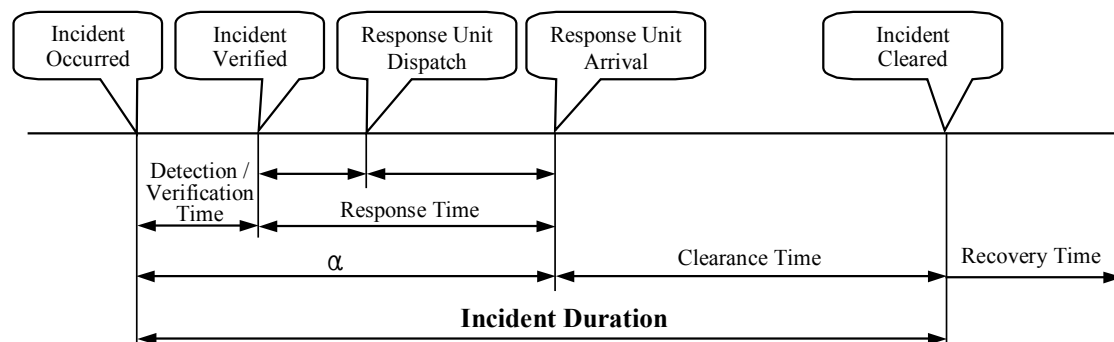 Incident
Occurred
Incident
Verified
Response Unit
Dispatch
Response Unit
Arrival
Incident
Cleared
Detection /
Verification
Time
Response Time
α
Clearance Time
Recovery Time
Incident Duration